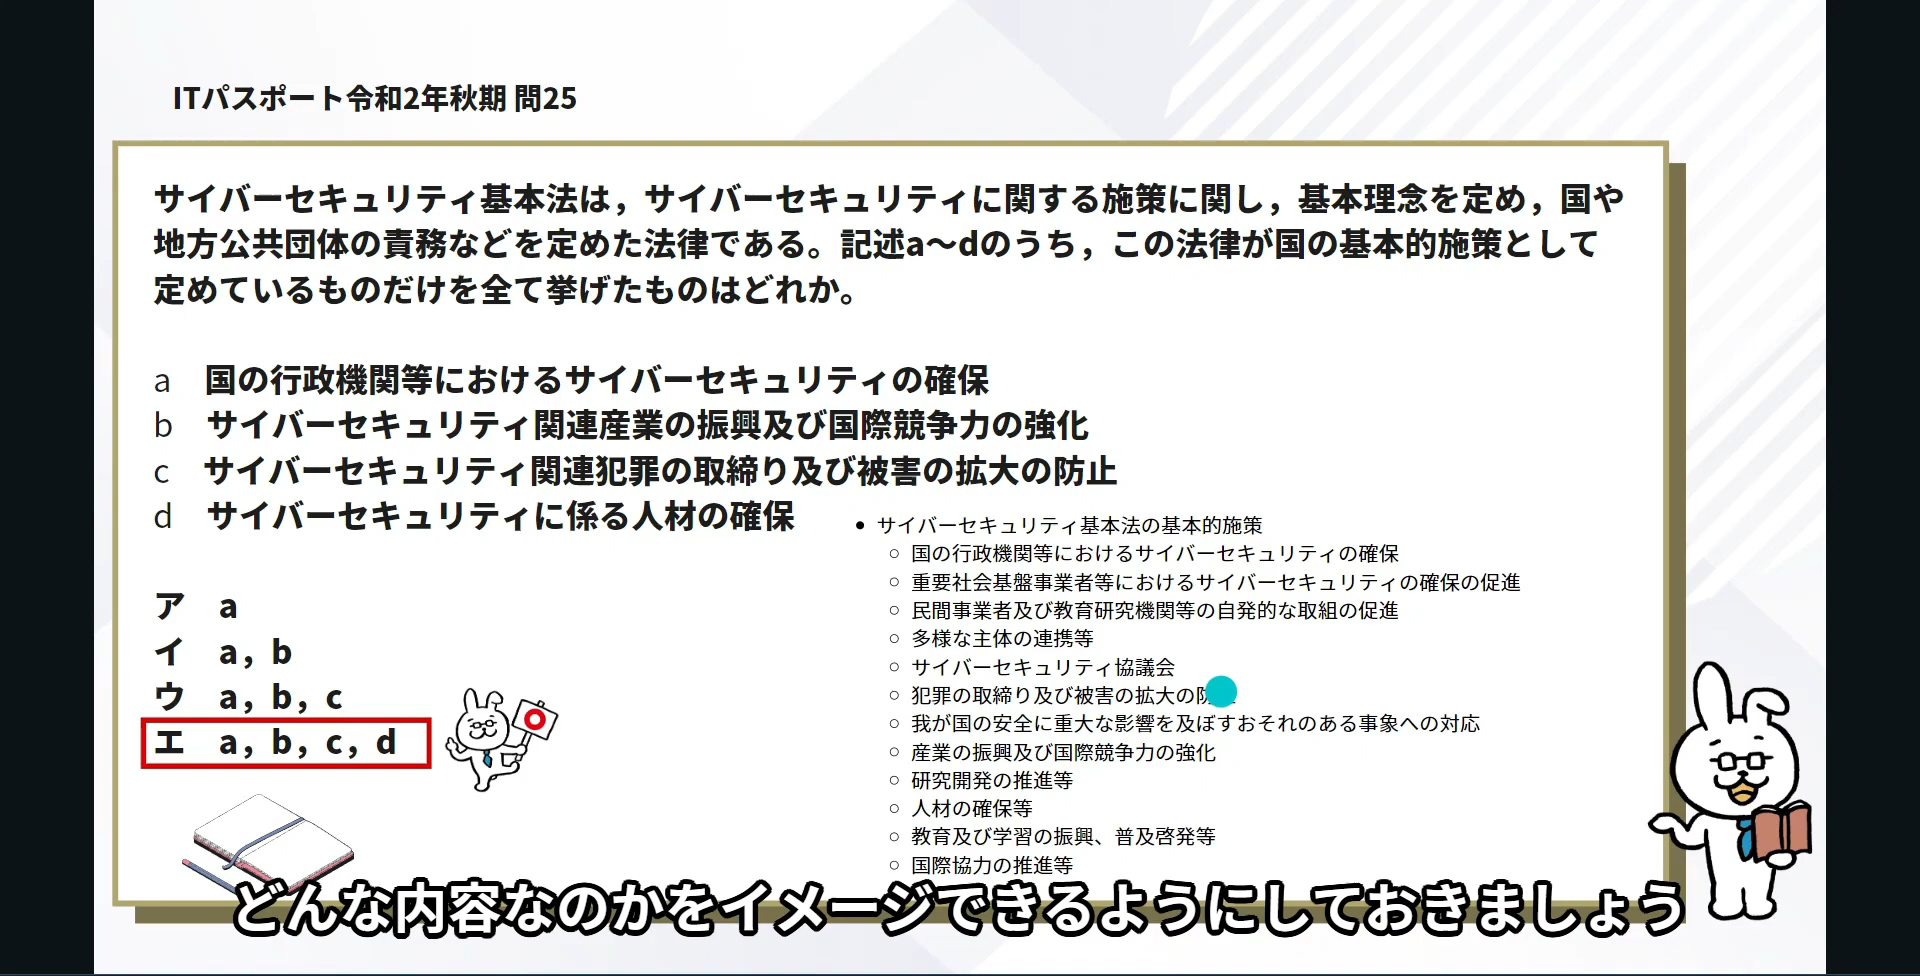 ITパスポート令和2年秋期 問25
サイバーセキュリティ基本法は，サイバーセキュリティに関する施策に関し，基本理念を定め，国や
地方公共団体の責務などを定めた法律である。記述a～dのうち，この法律が国の基本的施策として
定めているものだけを全て挙げたものはどれか。
a　国の行政機関等におけるサイバーセキュリティの確保
b　サイバーセキュリティ関連産業の振興及び国際競争力の強化
c　サイバーセキュリティ関連犯罪の取締り及び被害の拡大の防止
d　サイバーセキュリティに係る人材の確保
ア　a
イ　a，b
ウ　a，b，c
エ　a，b，c，d
サイバーセキュリティ基本法の基本的施策
国の行政機関等におけるサイバーセキュリティの確保
重要社会基盤事業者等におけるサイバーセキュリティの確保の促進
民間事業者及び教育研究機関等の自発的な取組の促進
多様な主体の連携等
サイバーセキュリティ協議会
犯罪の取締り及び被害の拡大の
我が国の安全に重大な影響を及ぼすおそれのある事象への対応
産業の振興及び国際競争力の強化
研究開発の推進等
人材の確保等
教育及び学習の振興、普及啓発等
国際協力の推進等
どんな内容なのかをイメージできるようにしておきましょう